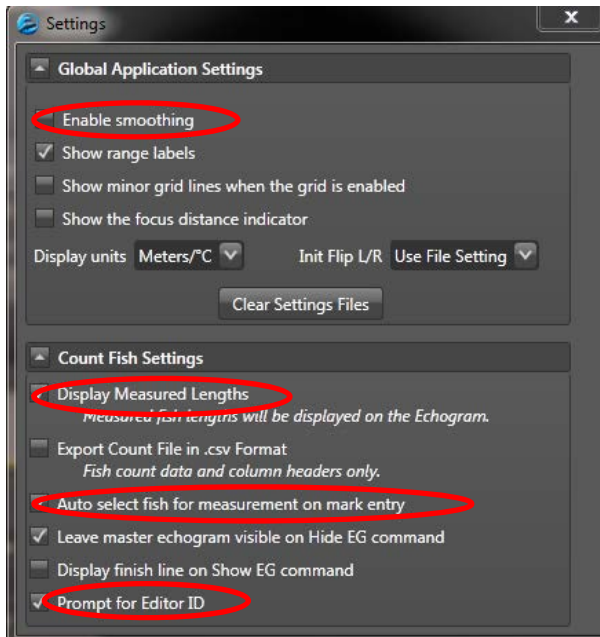 Settings
X
Global Application Settings
Enable smoothing
Show range labels
Show minor grid lines when the grid is enabled
Show the focus distance indicator
Display units Meters/°C Init Flip L/R Use File Setting
Clear Settings Files
Count Fish Settings
Display Measured Lengths
Measured fish lengths will be displayed on the Echogram.
Export Count File in .csv Format
Fish count data and column headers only.
Auto select fish for measurement on mark entry
Leave master echogram visible on Hide EG command
Display finish line on Show EG command
Prompt for Editor ID